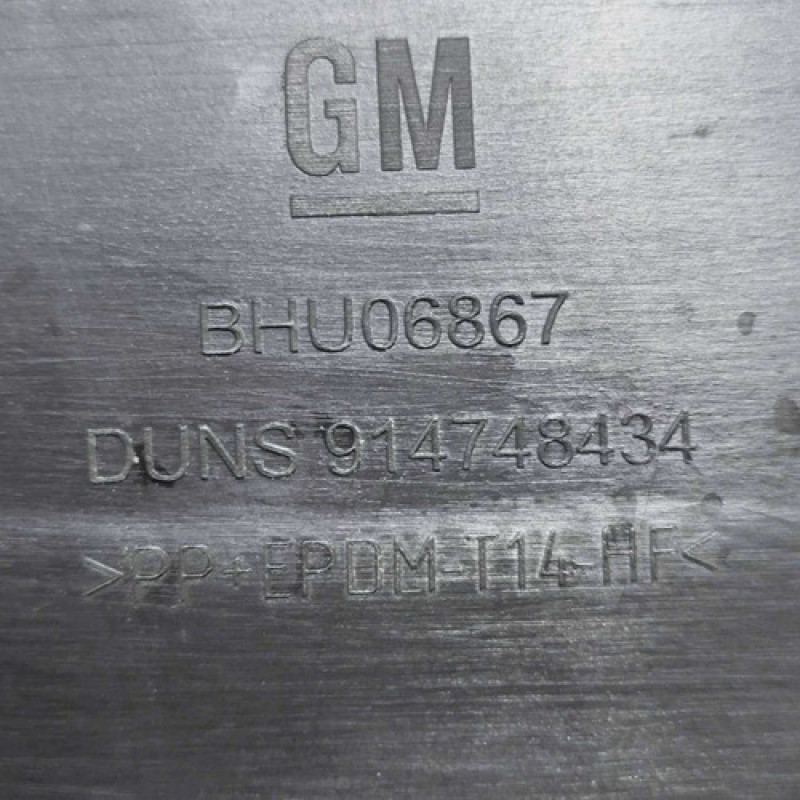 GM
BHU06867
DUNS 914748434
>PP+EPDM-T14-HF<